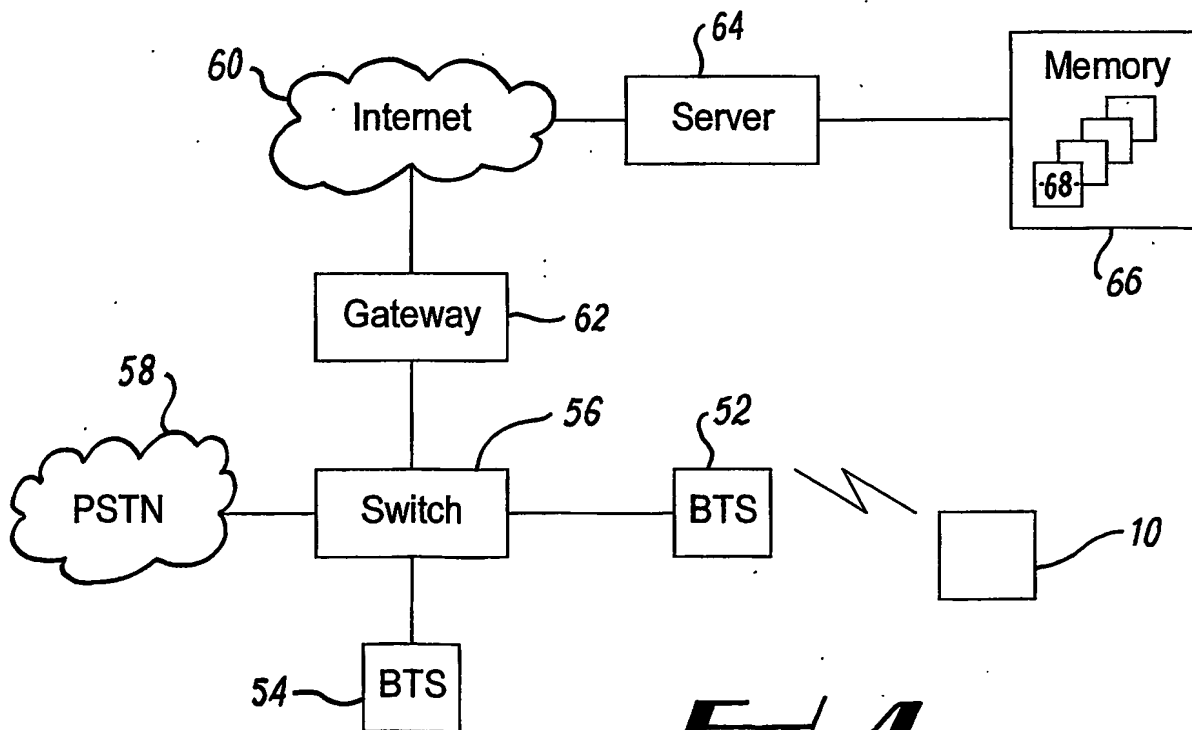 64
60
Memory
Internet
Server
68
66
Gateway
62
58
56
52
PSTN
Switch
BTS
10
54
BTS